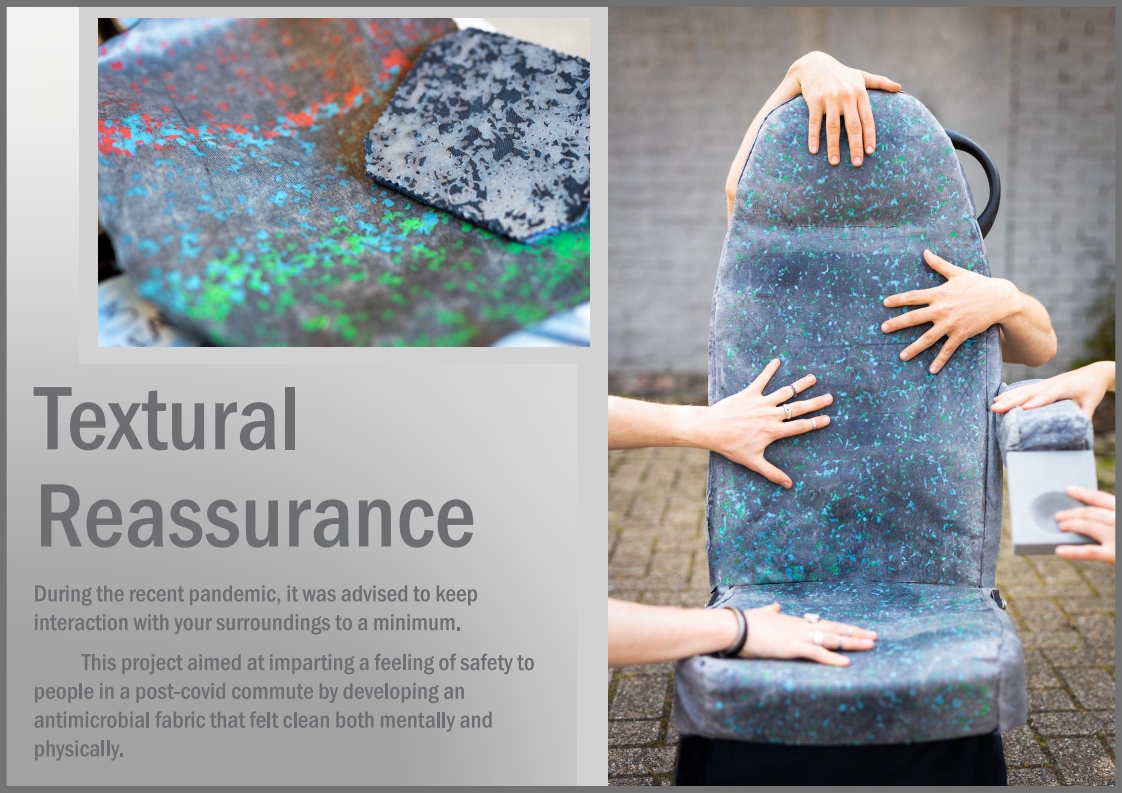 Textural
Reassurance
During the recent pandemic, it was advised to keep
interaction with your surroundings to a minimum.
This project aimed at imparting a feeling of safety to
people in a post-covid commute by developing an
antimicrobial fabric that felt clean both mentally and
physically.